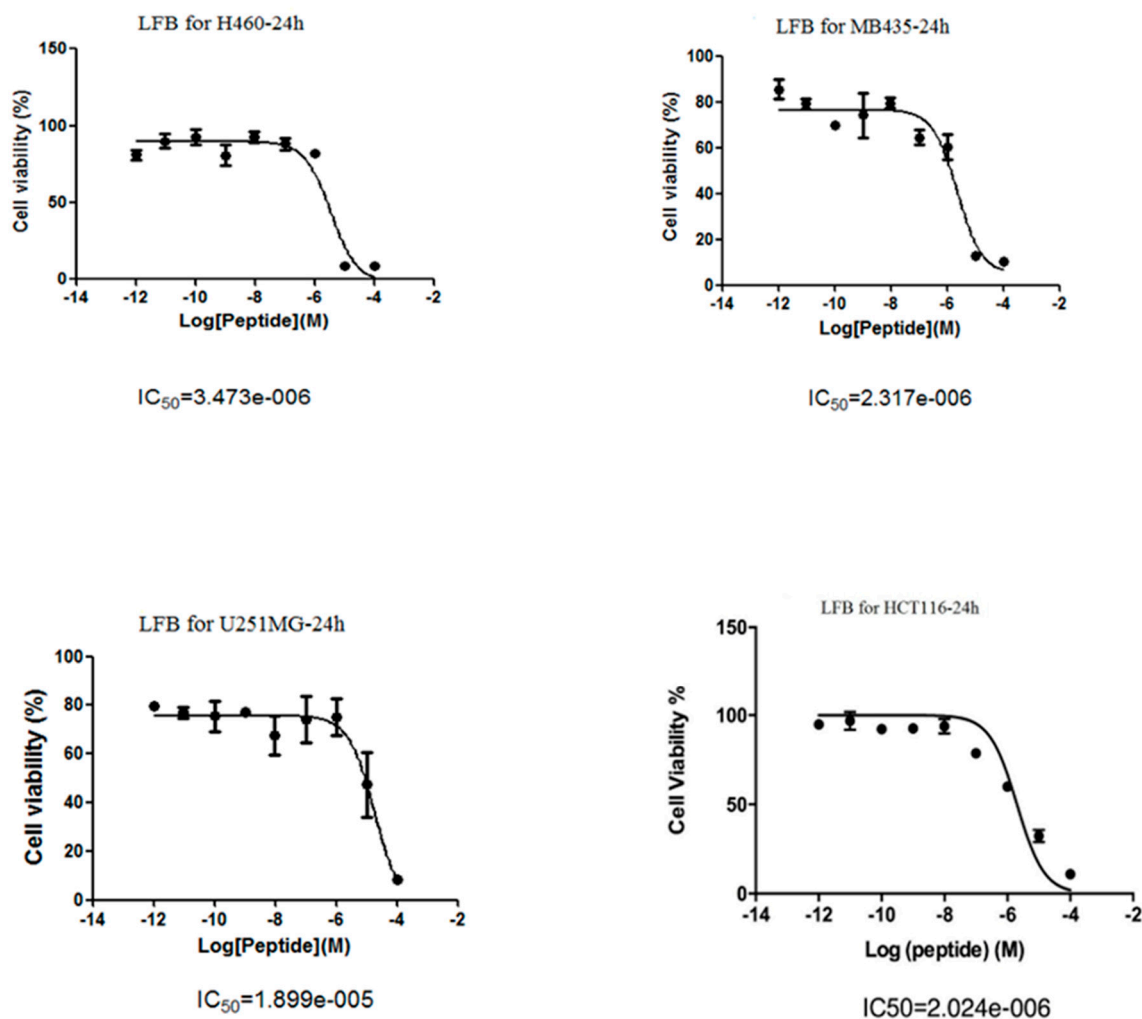 LFB for H460-24h
150
100
50
0
Cell viability (%)
-14 -12 -10 -8 -6 -4 -2
Log[Peptide](M)
IC50=3.473e-006
LFB for MB435-24h
100
80
60
40
20
0
Cell viability (%)
-14 -12 -10 -8 -6 -4 -2
Log[Peptide](M)
IC50=2.317e-006
LFB for U251MG-24h
100
80
60
40
20
0
Cell viability (%)
-14 -12 -10 -8 -6 -4 -2
Log[Peptide](M)
IC50=1.899e-005
LFB for HCT116-24h
150
100
50
0
Cell Viability %
-14 -12 -10 -8 -6 -4 -2
Log (peptide) (M)
IC50=2.024e-006